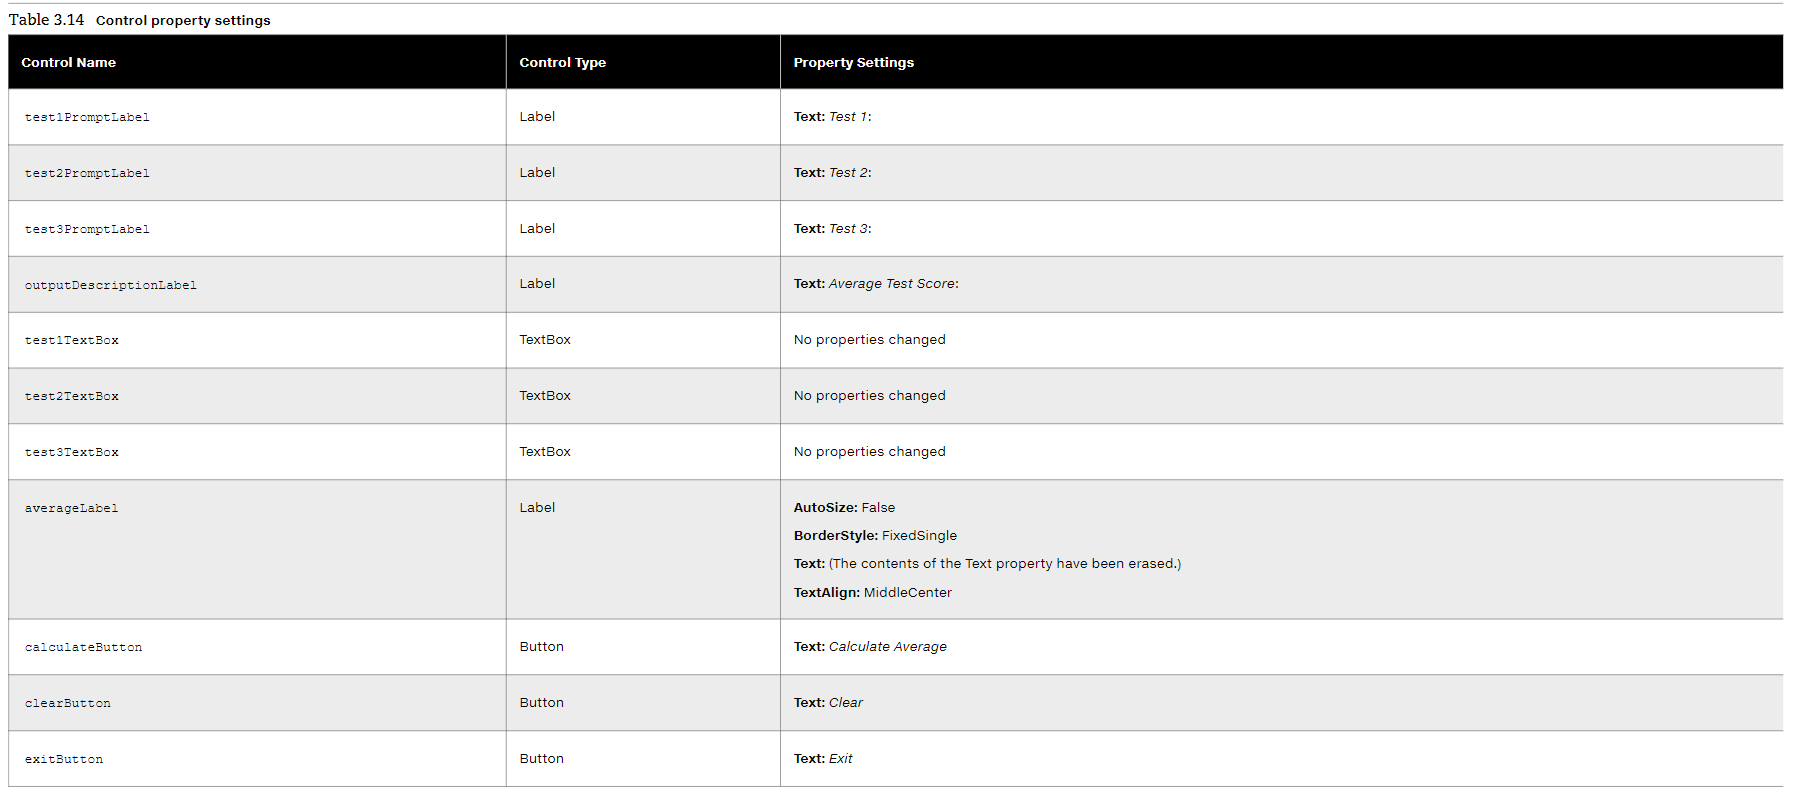 Table 3.14 Control property settings
Control Name Control Type Property Settings
test1PromptLabel Label Text: Test 1:
test2PromptLabel Label Text: Test 2:
test3PromptLabel Label Text: Test 3:
outputDescriptionLabel Label Text: Average Test Score:
test1TextBox TextBox No properties changed
test2TextBox TextBox No properties changed
test3TextBox TextBox No properties changed
averageLabel Label AutoSize: False
BorderStyle: FixedSingle
Text: (The contents of the Text property have been erased.)
TextAlign: MiddleCenter
calculateButton Button Text: Calculate Average
clearButton Button Text: Clear
exitButton Button Text: Exit